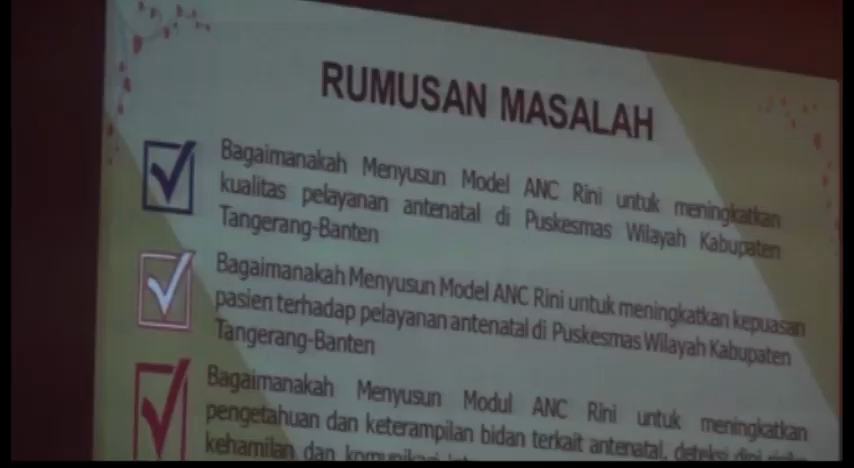 RUMUSAN MASALAH
Bagaimanakah Menyusun Model ANC Rini untuk meningkatkan
kualitas pelayanan antenatal di Puskesmas Wilayah Kabupaten
Tangerang-Banten
Bagaimanakah Menyusun Model ANC Rini untuk meningkatkan kepuasan
pasien terhadap pelayanan antenatal di Puskesmas Wilayah Kabupaten
Tangerang-Banten
Bagaimanakah Menyusun Modul ANC Rini untuk meningkatkan
pengetahuan dan keterampilan bidan terkait antenatal, deteksi dini risiko
kehamilan dan komunikasi